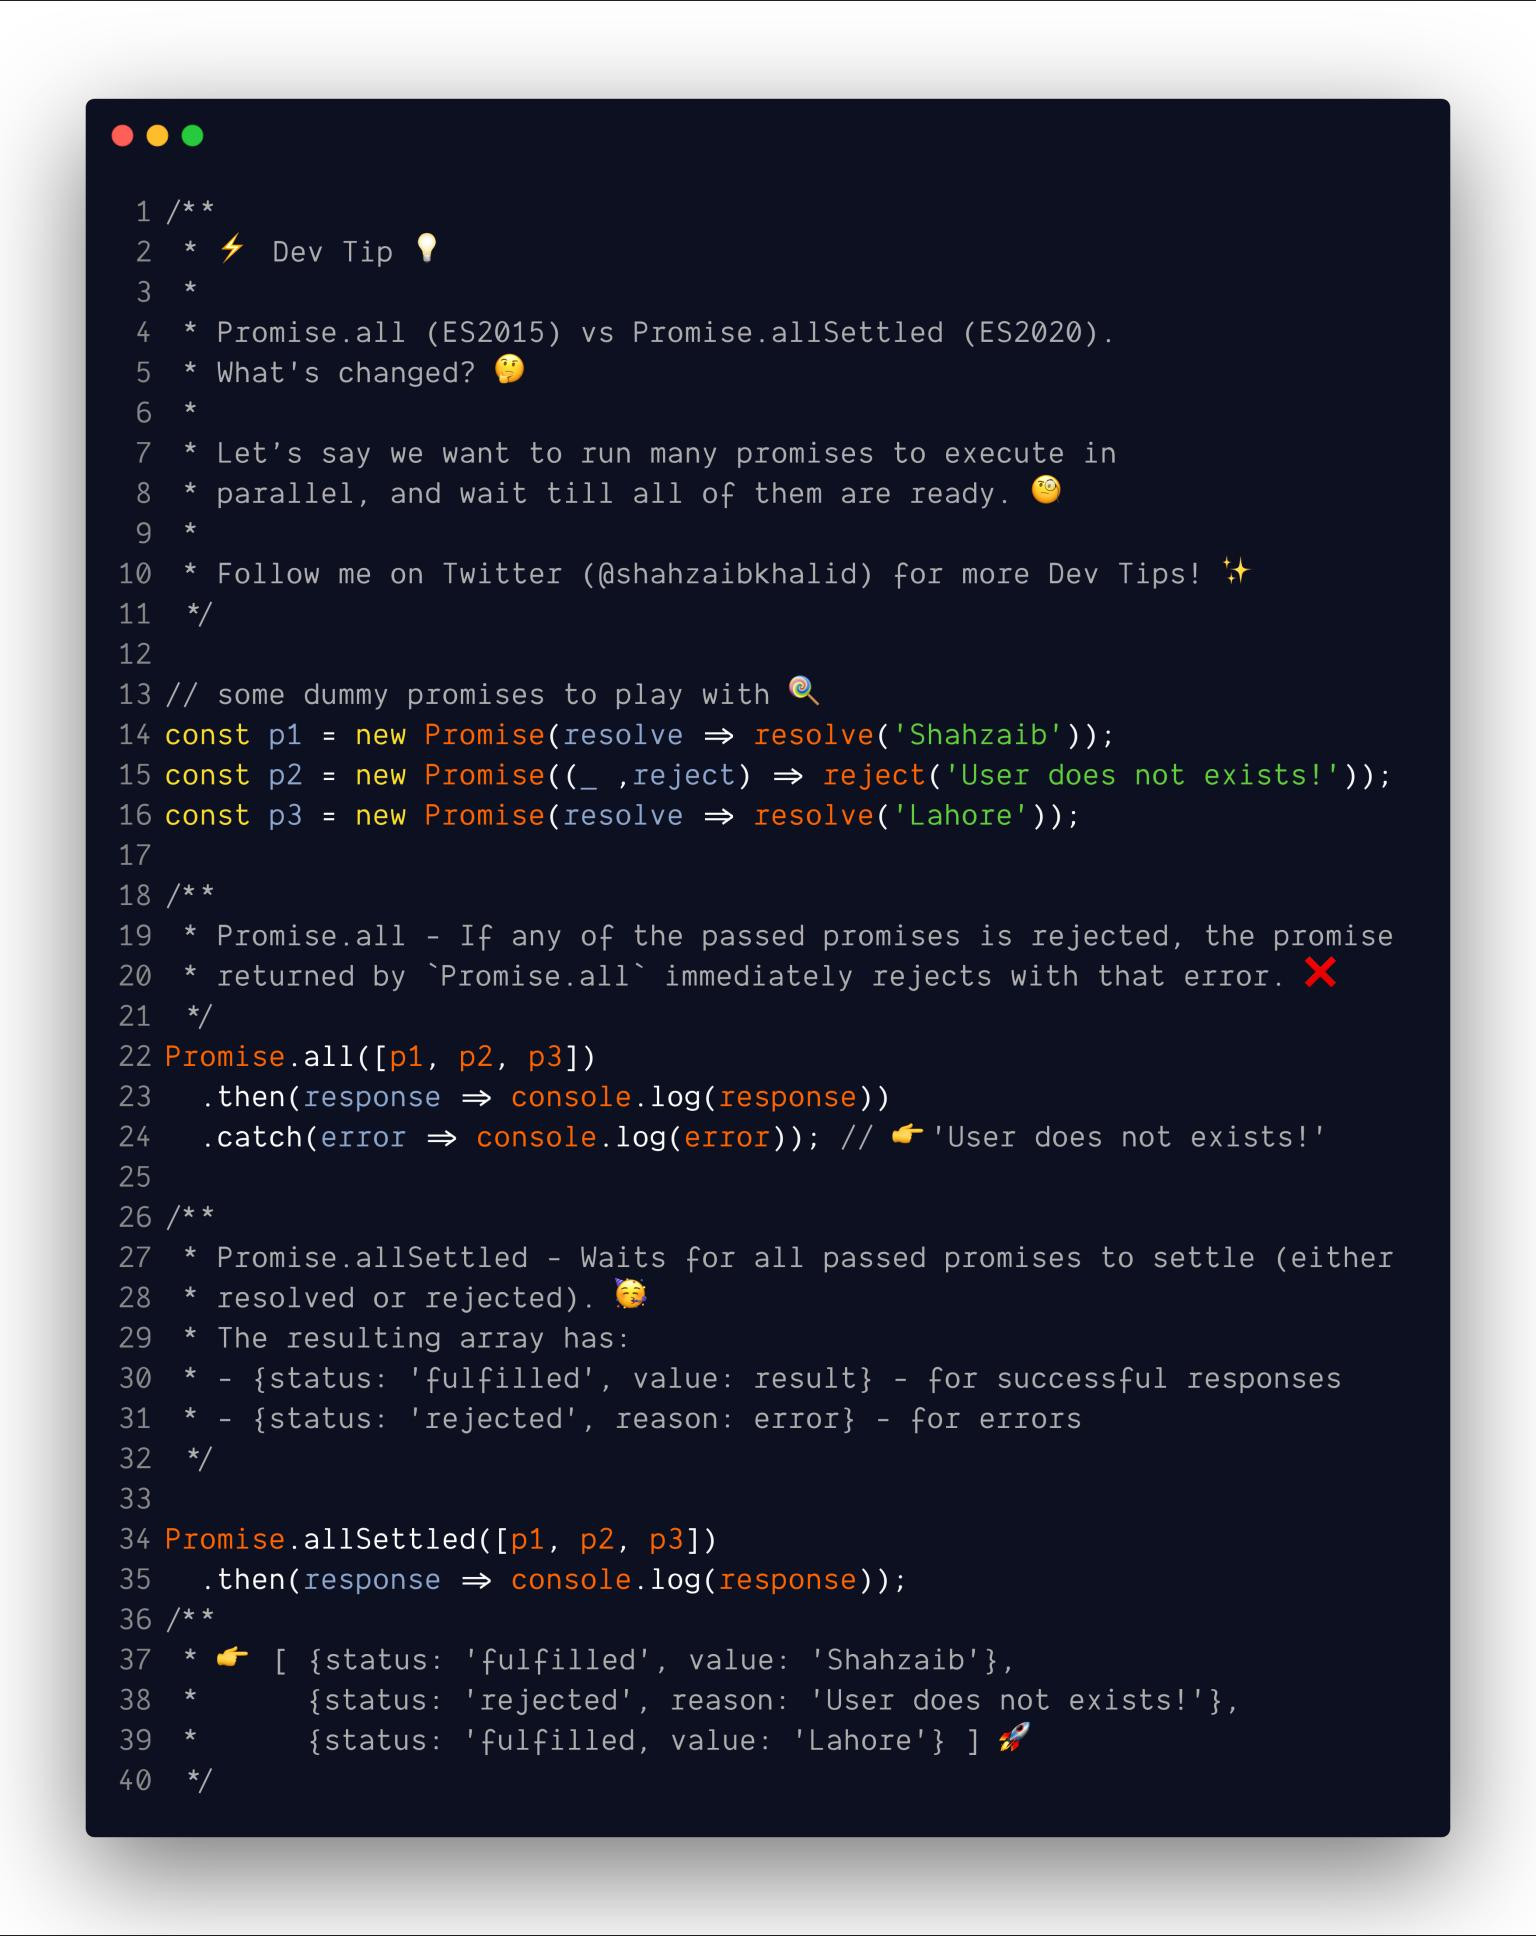 1 /**
2  * ⚡ Dev Tip 💡
3  *
4  * Promise.all (ES2015) vs Promise.allSettled (ES2020).
5  * What's changed? 🤔
6  *
7  * Let’s say we want to run many promises to execute in
8  * parallel, and wait till all of them are ready. 🧐
9  *
10  * Follow me on Twitter (@shahzaibkhalid) for more Dev Tips! ✨
11  */
12
13 // some dummy promises to play with 🍭
14 const p1 = new Promise(resolve => resolve('Shahzaib'));
15 const p2 = new Promise((_ ,reject) => reject('User does not exists!'));
16 const p3 = new Promise(resolve => resolve('Lahore'));
17
18 /**
19  * Promise.all - If any of the passed promises is rejected, the promise
20  * returned by `Promise.all` immediately rejects with that error. ❌
21  */
22 Promise.all([p1, p2, p3])
23   .then(response => console.log(response))
24   .catch(error => console.log(error)); // 👉 'User does not exists!'
25
26 /**
27  * Promise.allSettled - Waits for all passed promises to settle (either
28  * resolved or rejected). 🥳
29  * The resulting array has:
30  * - {status: 'fulfilled', value: result} - for successful responses
31  * - {status: 'rejected', reason: error} - for errors
32  */
33
34 Promise.allSettled([p1, p2, p3])
35   .then(response => console.log(response));
36 /**
37  * 👉 [ {status: 'fulfilled', value: 'Shahzaib'},
38  *      {status: 'rejected', reason: 'User does not exists!'},
39  *      {status: 'fulfilled, value: 'Lahore'} ] 🚀
40  */